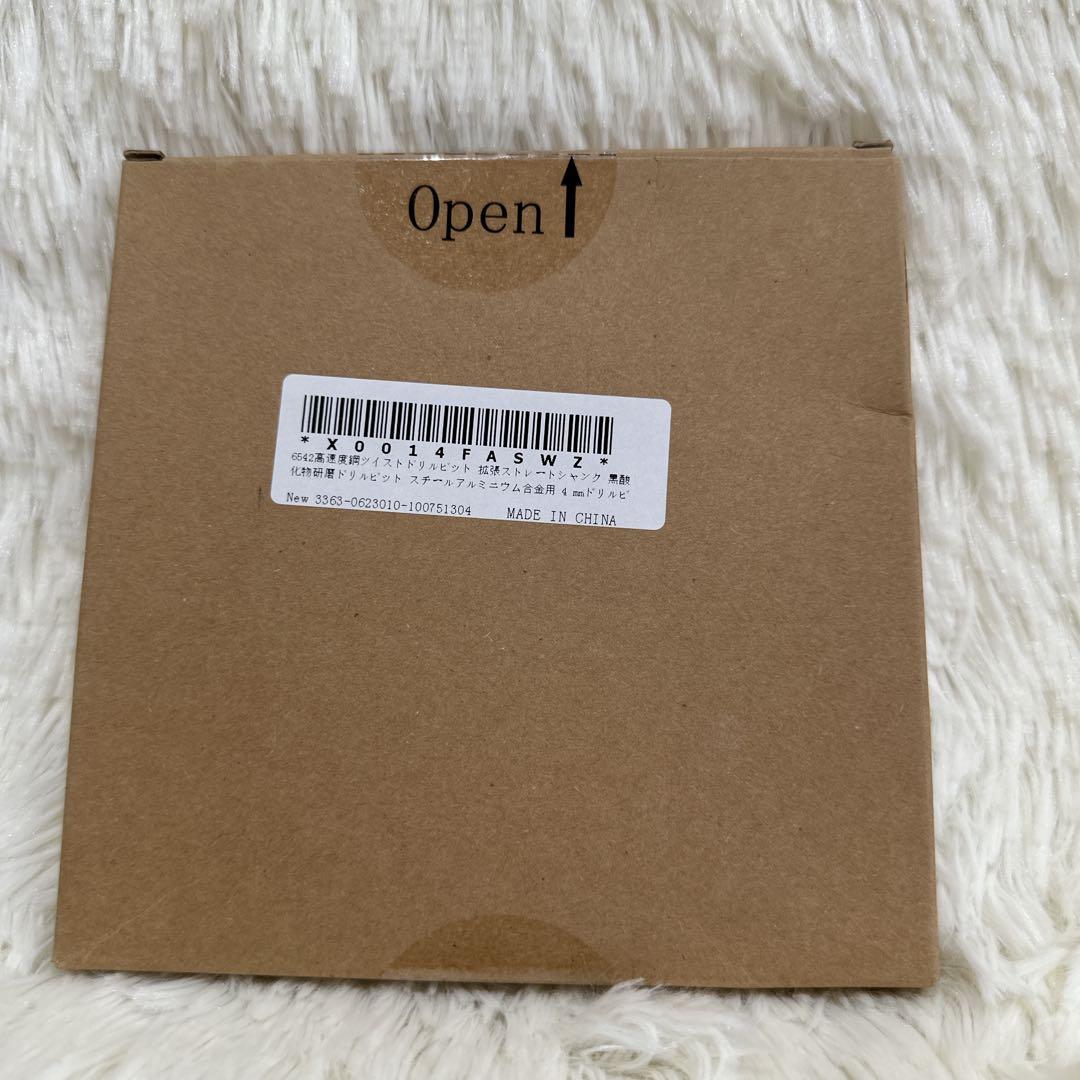 Open
*X0014FASWZ*
6542高速度鋼ツイストドリルビット 拡張ストレートシャンク 黒酸
化物研磨ドリルビット スチールアルミニウム合金用 4 mmドリルビ
New 3363-0623010-100751304 MADE IN CHINA